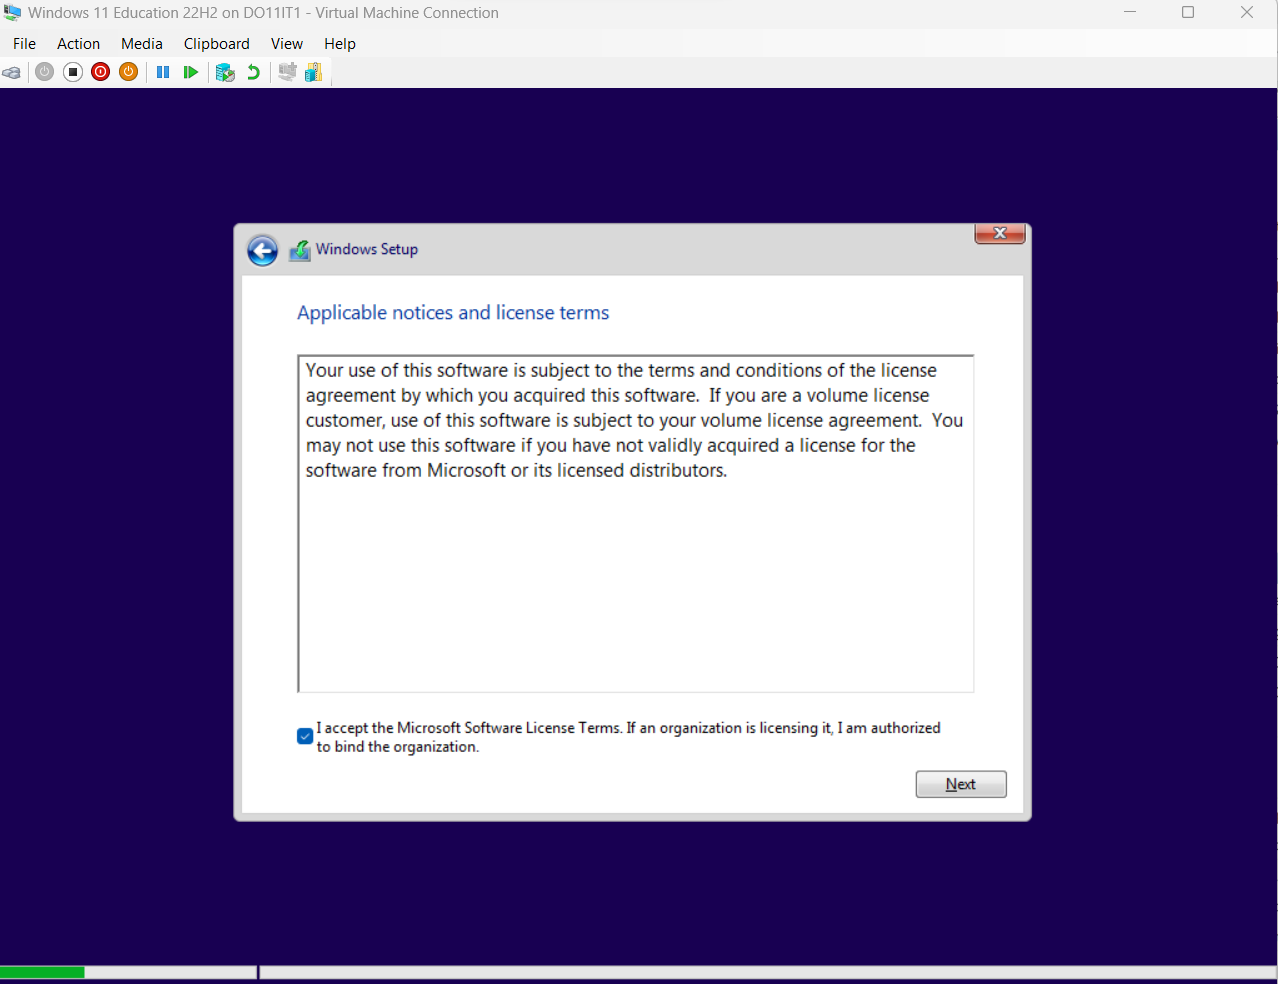 Windows 11 Education 22H2 on DO11IT1 - Virtual Machine Connection
File Action Media Clipboard View Help
Windows Setup
Applicable notices and license terms
Your use of this software is subject to the terms and conditions of the license
agreement by which you acquired this software.  If you are a volume license
customer, use of this software is subject to your volume license agreement.  You
may not use this software if you have not validly acquired a license for the
software from Microsoft or its licensed distributors.
I accept the Microsoft Software License Terms. If an organization is licensing it, I am authorized
to bind the organization.
Next